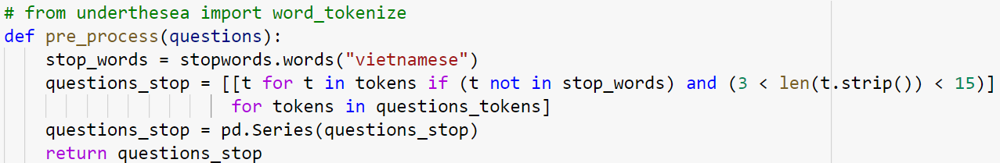 # from underthesea import word_tokenize
def pre_process(questions):
    stop_words = stopwords.words("vietnamese")
    questions_stop = [[t for t in tokens if (t not in stop_words) and (3 < len(t.strip()) < 15)]
                      for tokens in questions_tokens]
    questions_stop = pd.Series(questions_stop)
    return questions_stop